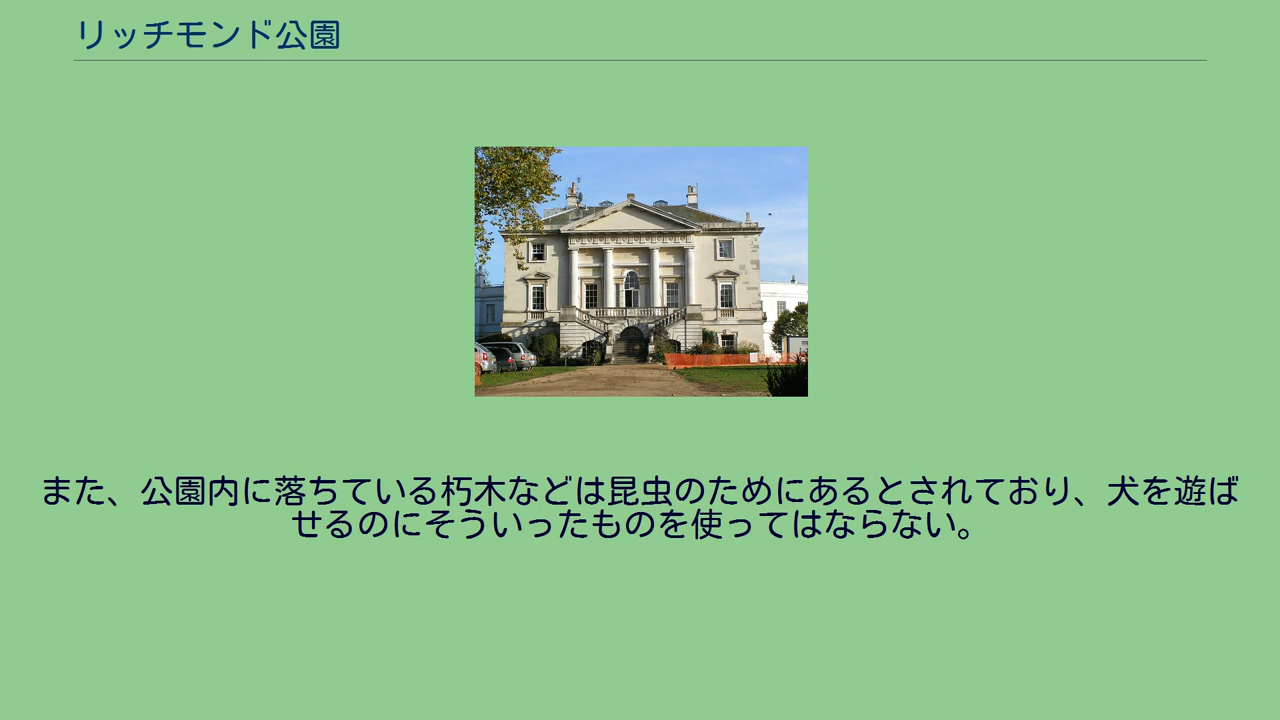 リッチモンド公園
また、公園内に落ちている朽木などは昆虫のためにあるとされており、犬を遊ば
せるのにそういったものを使ってはならない。